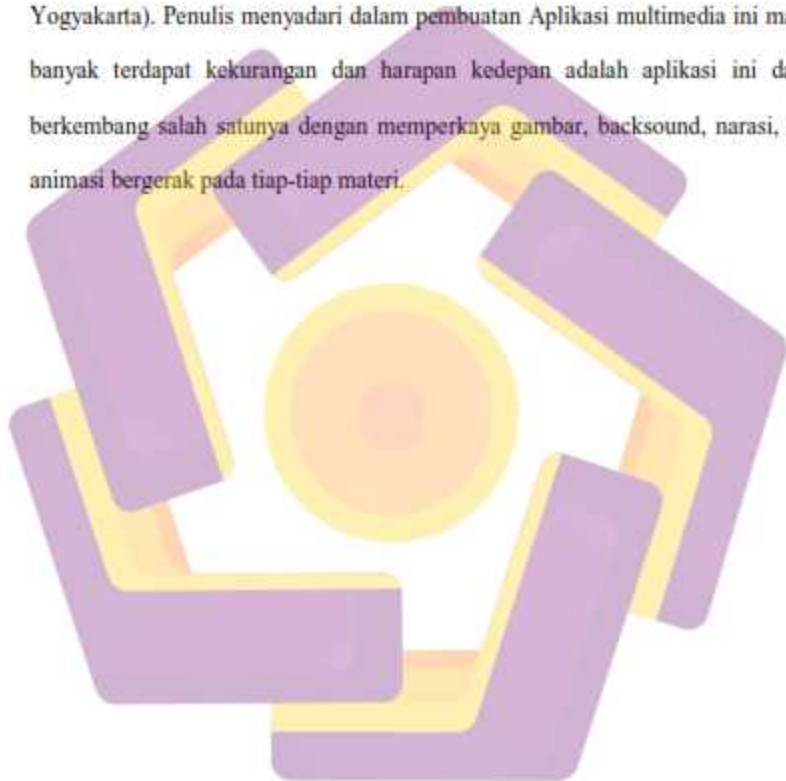 Yogyakarta). Penulis menyadari dalam pembuatan Aplikasi multimedia ini
banyak terdapat kekurangan dan harapan kedepan adalah aplikasi ini
berkembang salah satunya dengan memperkaya gambar, backsound, narasi,
animasi bergerak pada tiap-tiap materi.